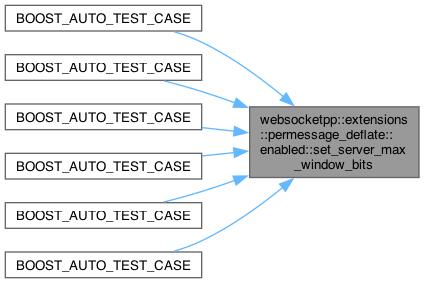 BOOST_AUTO_TEST_CASE
BOOST_AUTO_TEST_CASE
BOOST_AUTO_TEST_CASE
BOOST_AUTO_TEST_CASE
BOOST_AUTO_TEST_CASE
BOOST_AUTO_TEST_CASE
websocketpp::extensions
::permessage_deflate::
enabled::set_server_max
_window_bits